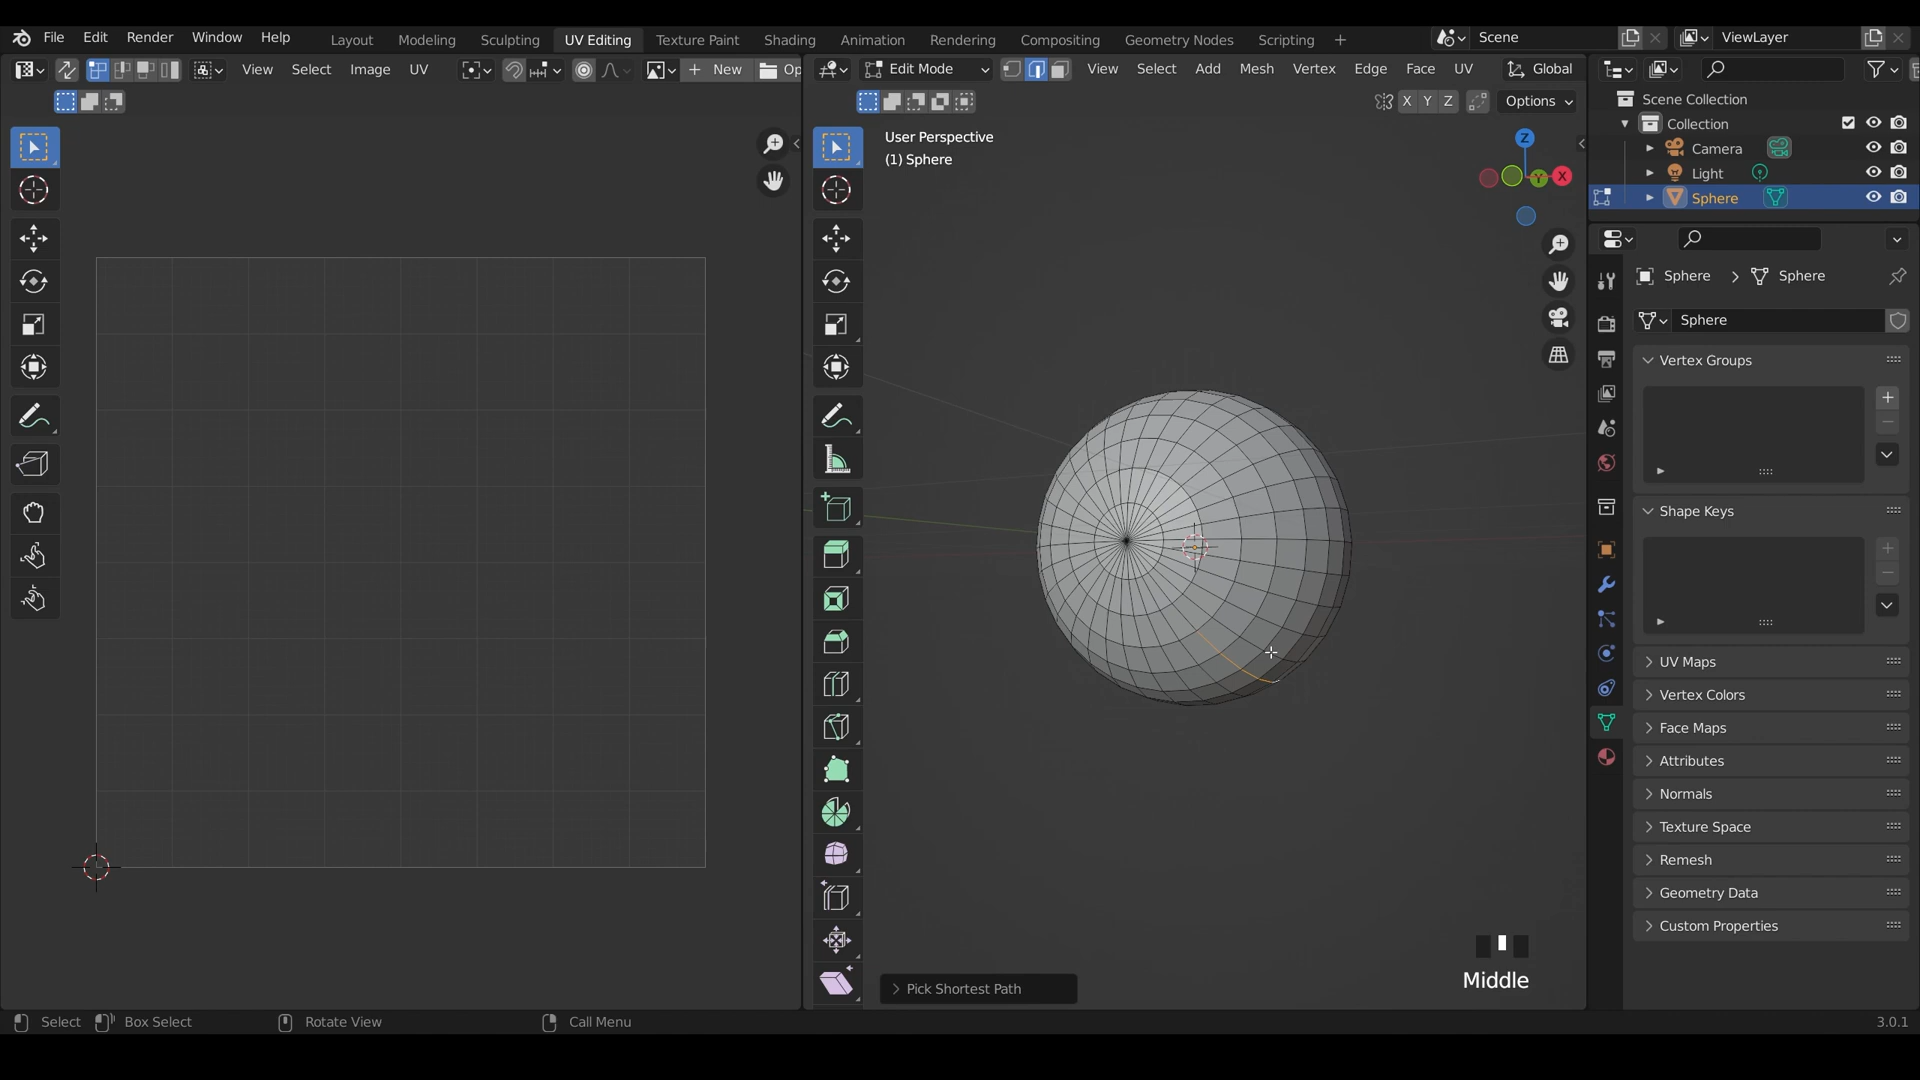 File Edit Render Window Help Layout Modeling Sculpting UV Editing Texture Paint Shading Animation Rendering Compositing Geometry Nodes Scripting + Scene ViewLayer
View Select Image UV New Op Edit Mode View Select Add Mesh Vertex Edge Face UV Global
X Y Z Options
Scene Collection
Collection
Camera
Light
Sphere
User Perspective
(1) Sphere
Z
Y
X
Sphere > Sphere
Sphere
Vertex Groups
Shape Keys
UV Maps
Vertex Colors
Face Maps
Attributes
Normals
Texture Space
Remesh
Geometry Data
Custom Properties
Middle
Pick Shortest Path
Select Box Select Rotate View Call Menu 3.0.1